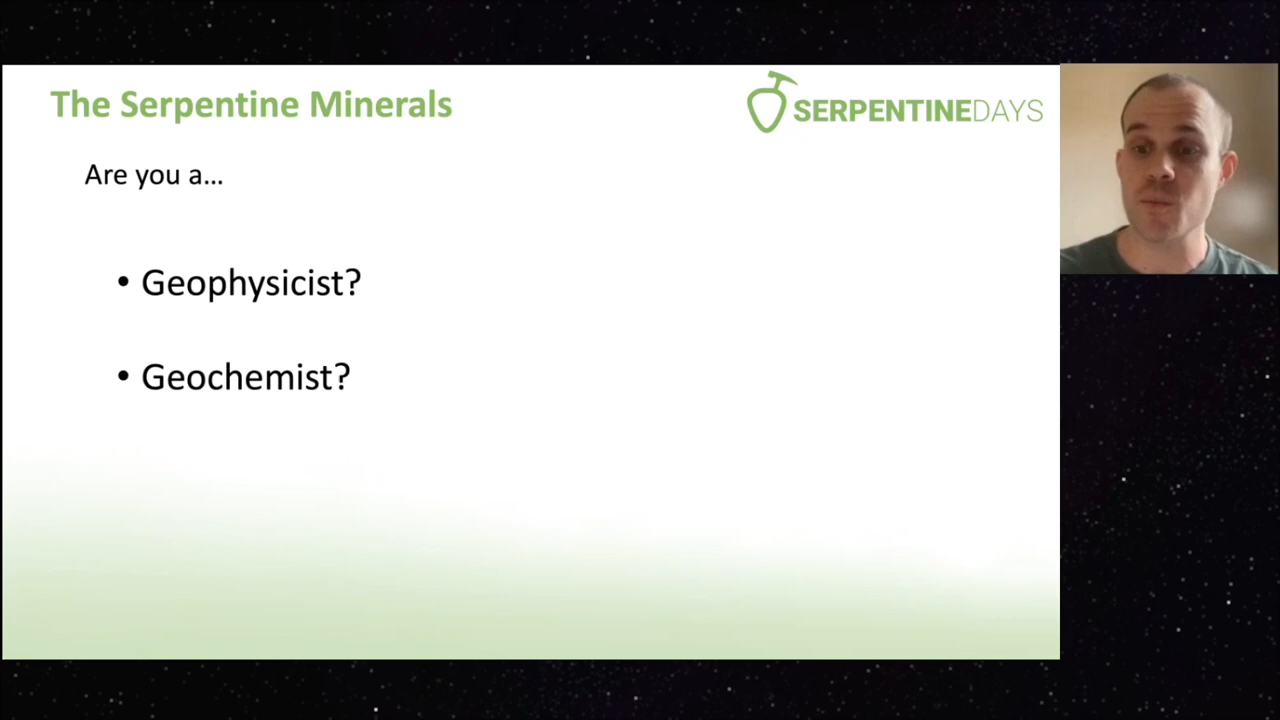 The Serpentine Minerals
SERPENTINEDAYS
Are you a...
• Geophysicist?
• Geochemist?